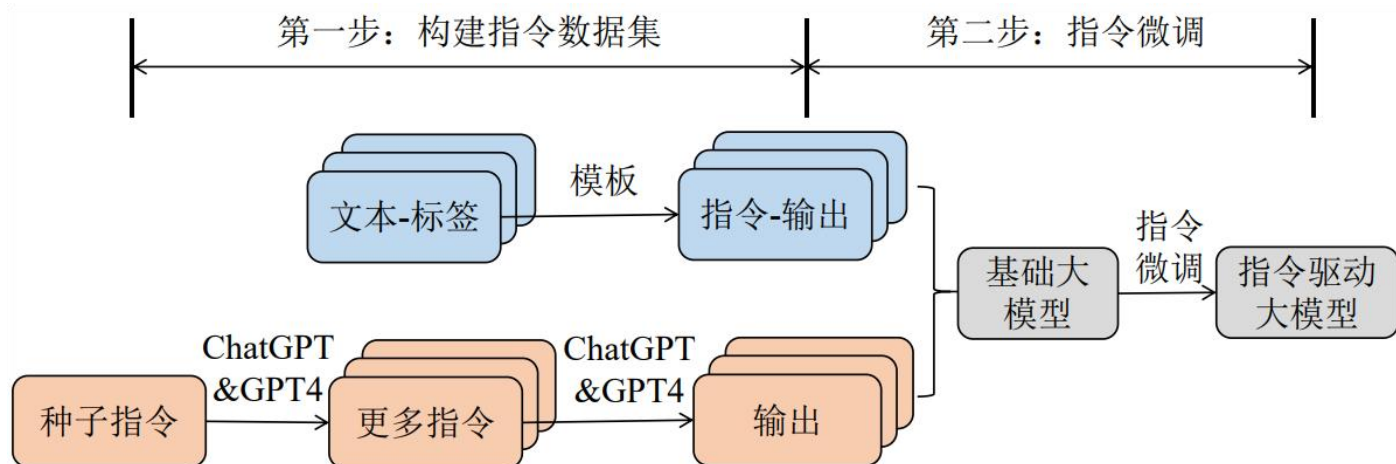 第一步：构建指令数据集
第二步：指令微调
文本-标签
模板
指令-输出
基础大
模型
指令
微调
指令驱动
大模型
种子指令
ChatGPT
&GPT4
更多指令
ChatGPT
&GPT4
输出